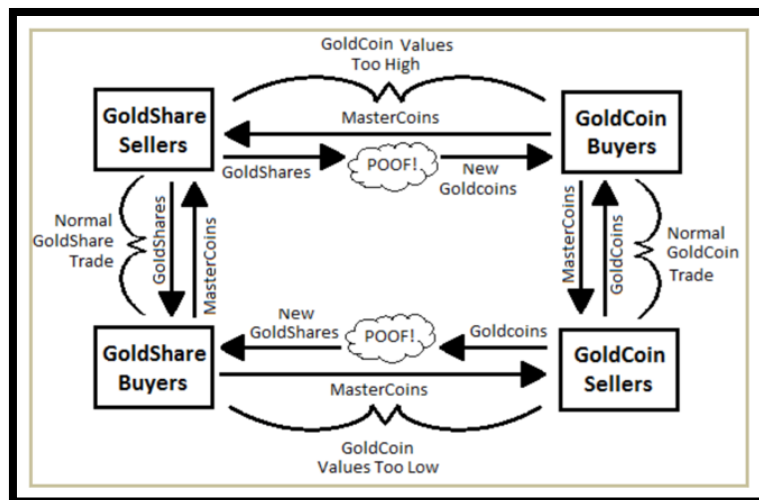 GoldCoin Values
Too High
GoldShare
Sellers
MasterCoins
GoldCoin
Buyers
GoldShares
POOF!
New
Goldcoins
Normal
GoldShare
Trade
GoldShares
MasterCoins
MasterCoins
GoldCoins
Normal
GoldCoin
Trade
GoldShare
Buyers
New
GoldShares
POOF!
Goldcoins
GoldCoin
Sellers
MasterCoins
GoldCoin
Values Too Low